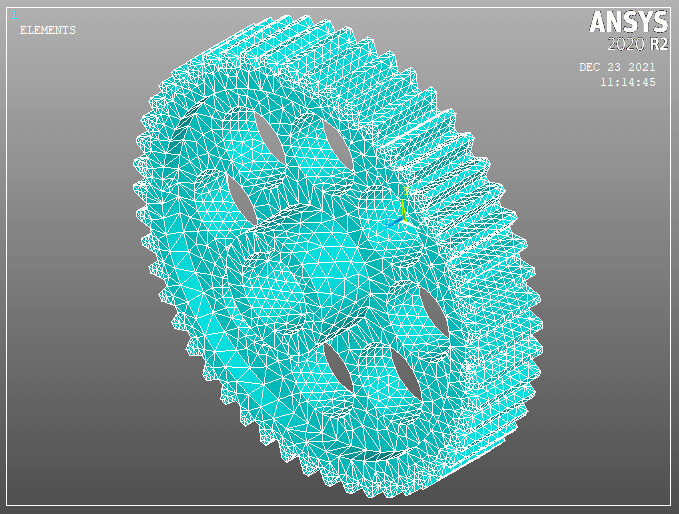 1
ELEMENTS
ANSYS
2020 R2
DEC 23 2021
11:14:45